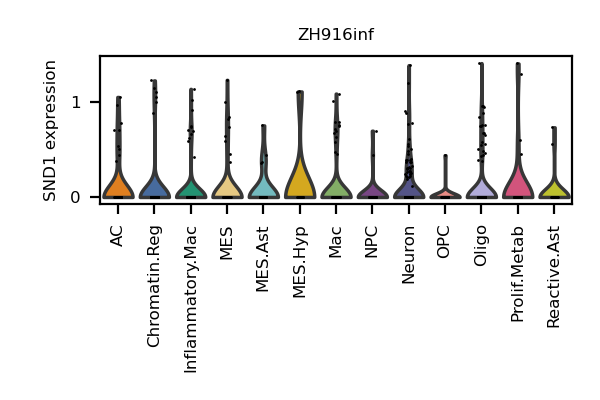 ZH916inf
SND1 expression
1
0
AC
Chromatin.Reg
Inflammatory.Mac
MES
MES.Ast
MES.Hyp
Mac
NPC
Neuron
OPC
Oligo
Prolif.Metab
Reactive.Ast